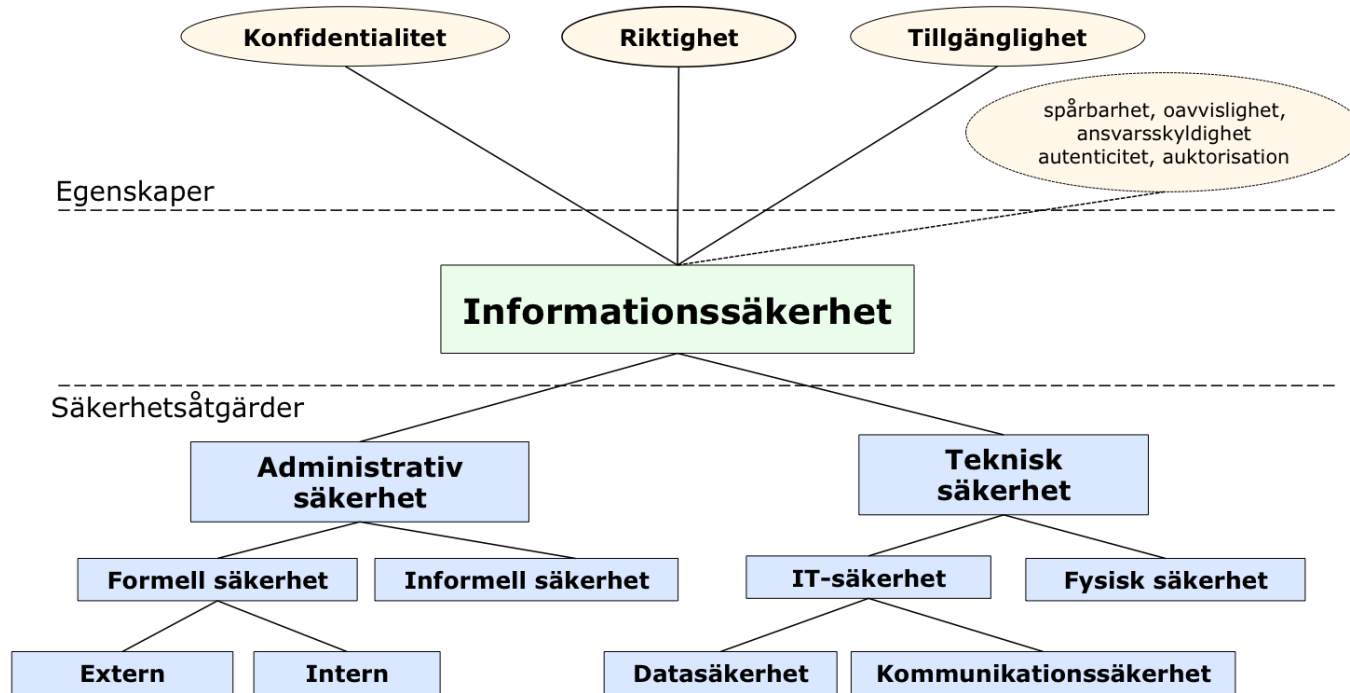 Konfidentialitet
Riktighet
Tillgänglighet
spårbarhet, oavvislighet,
ansvarsskyldighet
autenticitet, auktorisation
Egenskaper
Informationssäkerhet
Säkerhetsåtgärder
Administrativ
säkerhet
Teknisk
säkerhet
Formell säkerhet
Informell säkerhet
IT-säkerhet
Fysisk säkerhet
Extern
Intern
Datasäkerhet
Kommunikationssäkerhet